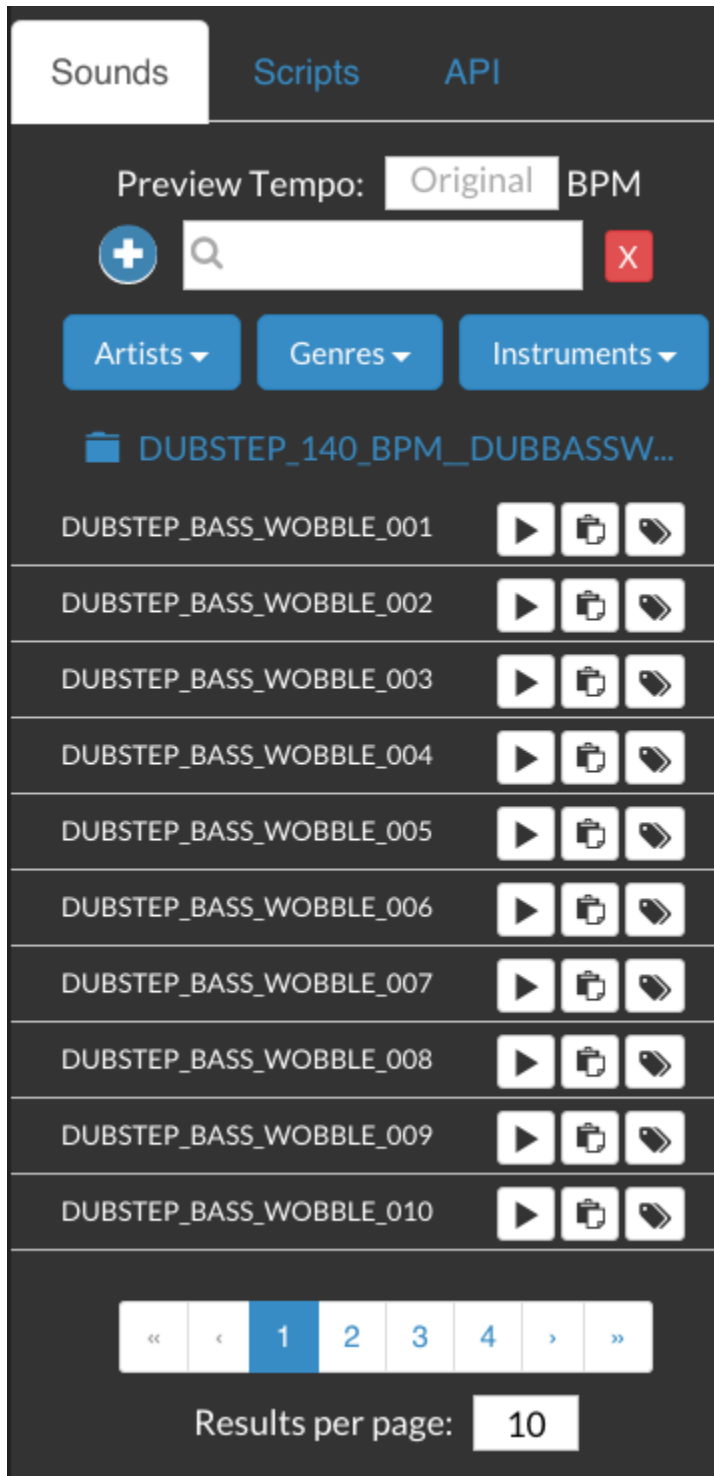 Sounds Scripts API
Preview Tempo: Original BPM
X
Artists Genres Instruments
DUBSTEP_140_BPM__DUBBASSW...
DUBSTEP_BASS_WOBBLE_001
DUBSTEP_BASS_WOBBLE_002
DUBSTEP_BASS_WOBBLE_003
DUBSTEP_BASS_WOBBLE_004
DUBSTEP_BASS_WOBBLE_005
DUBSTEP_BASS_WOBBLE_006
DUBSTEP_BASS_WOBBLE_007
DUBSTEP_BASS_WOBBLE_008
DUBSTEP_BASS_WOBBLE_009
DUBSTEP_BASS_WOBBLE_010
« ‹ 1 2 3 4 › »
Results per page: 10